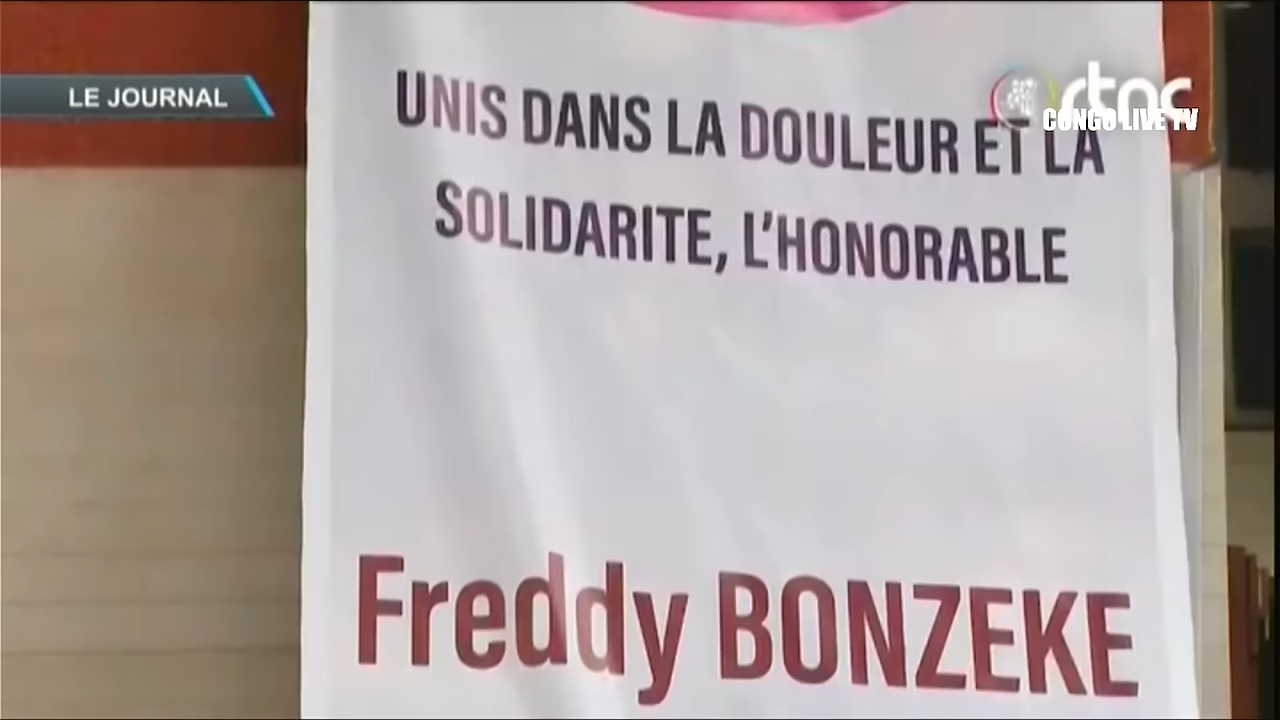 LE JOURNAL
rtnc
CONGO LIVE TV
UNIS DANS LA DOULEUR ET LA
SOLIDARITE, L'HONORABLE
Freddy BONZEKE